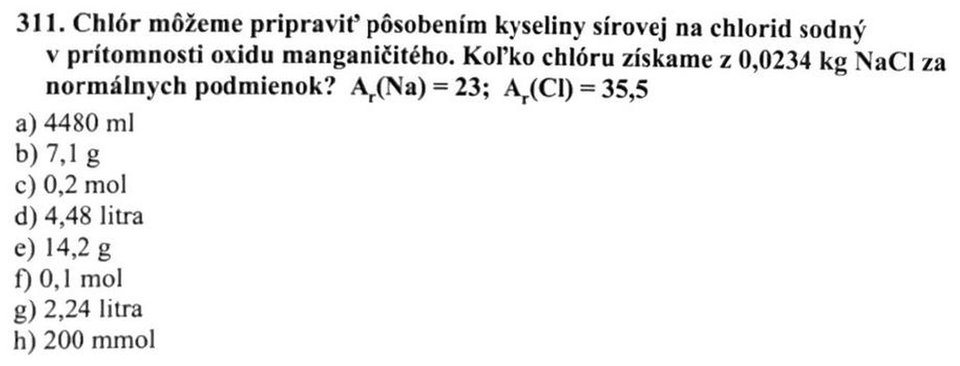 311. Chlór môžeme pripraviť pôsobením kyseliny sírovej na chlorid sodný
v prítomnosti oxidu manganičitého. Koľko chlóru získame z 0,0234 kg NaCl za
normálnych podmienok? Aᵣ(Na) = 23; Aᵣ(Cl) = 35,5
a) 4480 ml
b) 7,1 g
c) 0,2 mol
d) 4,48 litra
e) 14,2 g
f) 0,1 mol
g) 2,24 litra
h) 200 mmol